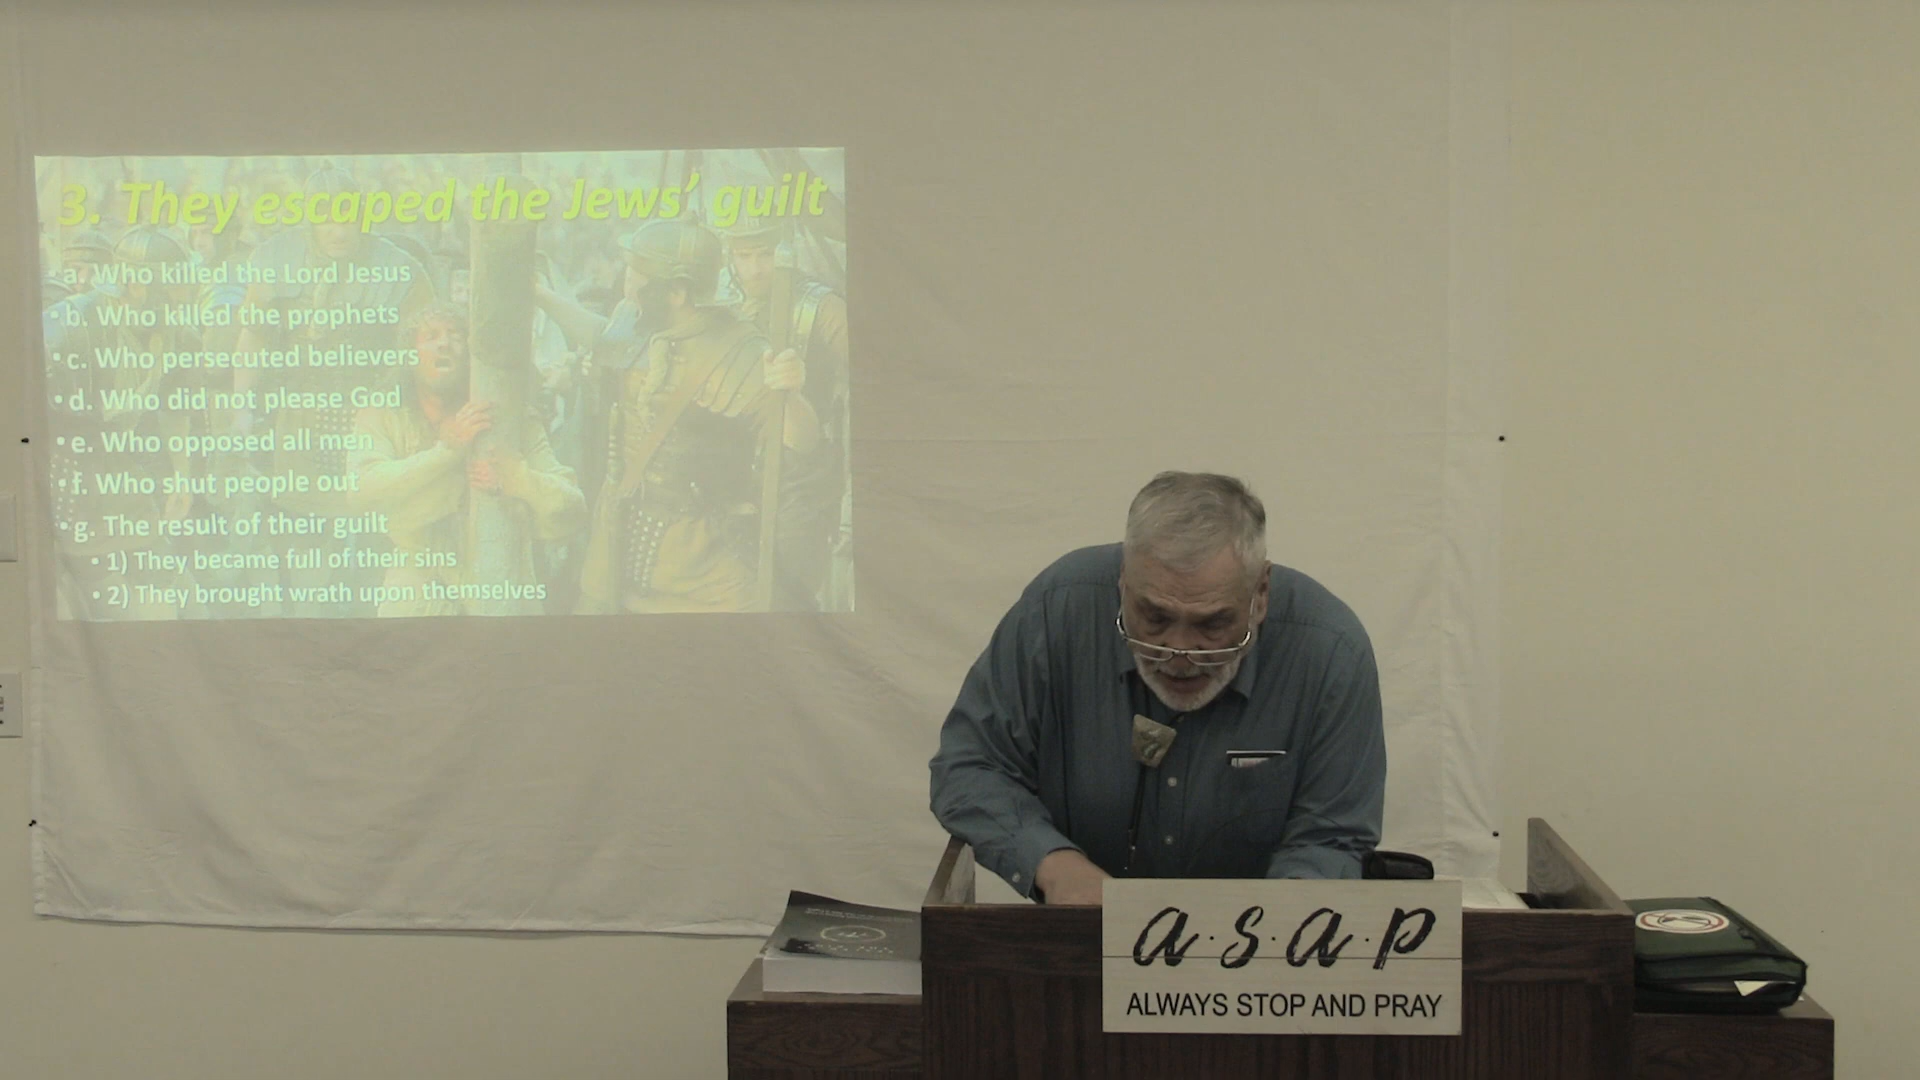 3. They escaped the Jews' guilt
• a. Who killed the Lord Jesus
• b. Who killed the prophets
• c. Who persecuted believers
• d. Who did not please God
• e. Who opposed all men
• f. Who shut people out
• g. The result of their guilt
• 1) They became full of their sins
• 2) They brought wrath upon themselves
a.s.a.p
ALWAYS STOP AND PRAY